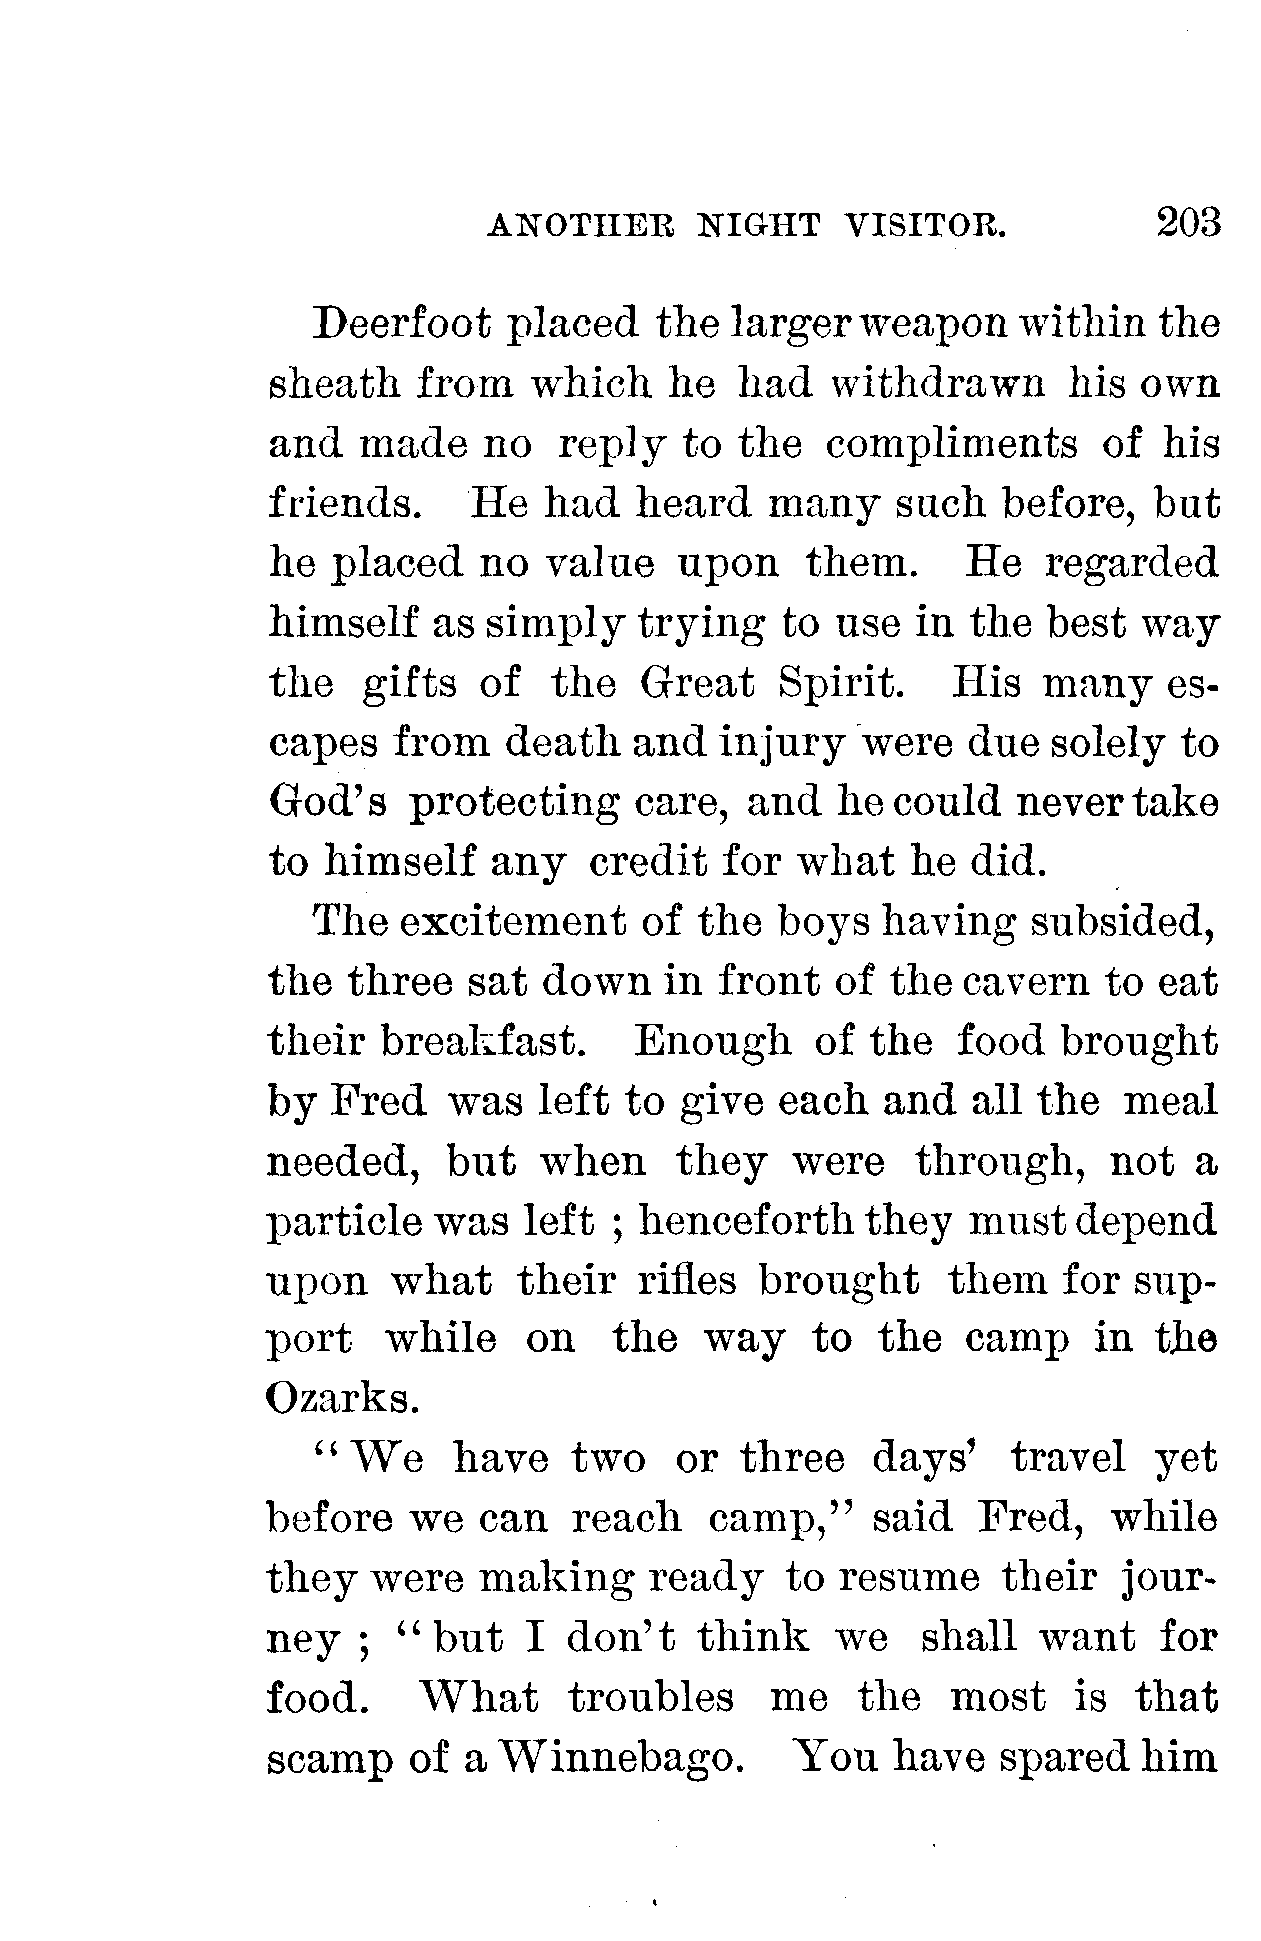 ANOTHER NIGHT VISITOR. 203
Deerfoot placed the larger weapon within the
sheath from which he had withdrawn his own
and made no reply to the compliments of his
friends. He had heard many such before, but
he placed no value upon them. He regarded
himself as simply trying to use in the best way
the gifts of the Great Spirit. His many es-
capes from death and injury were due solely to
God's protecting care, and he could never take
to himself any credit for what he did.
The excitement of the boys having subsided,
the three sat down in front of the cavern to eat
their breakfast. Enough of the food brought
by Fred was left to give each and all the meal
needed, but when they were through, not a
particle was left ; henceforth they must depend
upon what their rifles brought them for sup-
port while on the way to the camp in the
Ozarks.
“ We have two or three days’ travel yet
before we can reach camp,” said Fred, while
they were making ready to resume their jour-
ney ; “ but I don't think we shall want for
food. What troubles me the most is that
scamp of a Winnebago. You have spared him